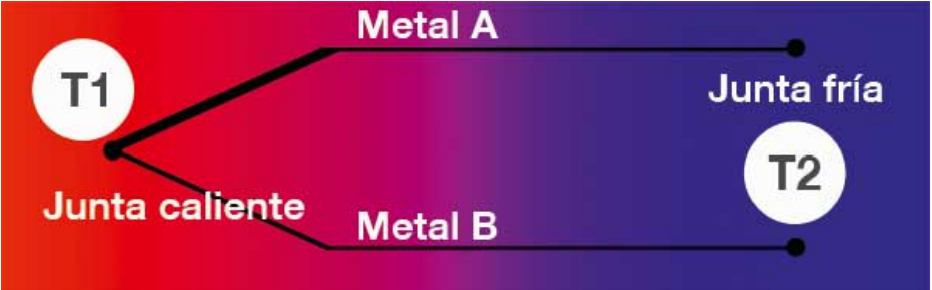 Metal A
T1
Junta fría
T2
Junta caliente
Metal B